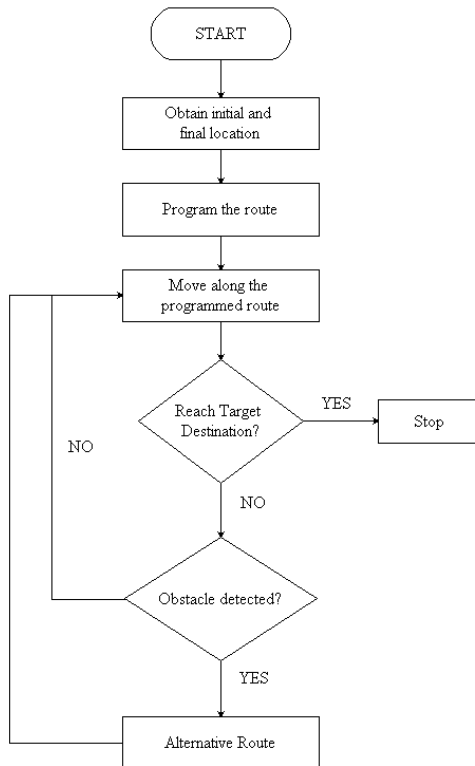 START
Obtain initial and
final location
Program the route
Move along the
programmed route
Reach Target
Destination?
YES
Stop
NO
NO
Obstacle detected?
YES
Alternative Route